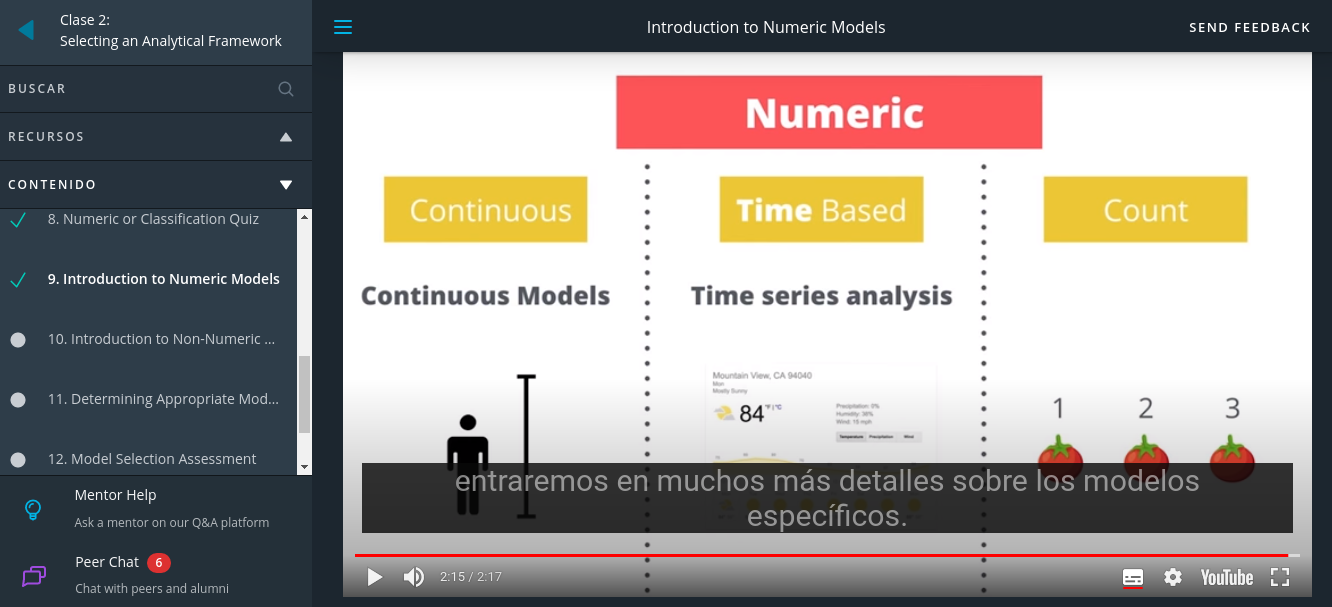 Clase 2:
Selecting an Analytical Framework
BUSCAR
RECURSOS
CONTENIDO
8. Numeric or Classification Quiz
9. Introduction to Numeric Models
10. Introduction to Non-Numeric ...
11. Determining Appropriate Mod...
12. Model Selection Assessment
Mentor Help
Ask a mentor on our Q&A platform
Peer Chat 6
Chat with peers and alumni
Introduction to Numeric Models
SEND FEEDBACK
Numeric
Continuous
Time Based
Count
Continuous Models
Time series analysis
Mountain View, CA 94040
Mon
Mostly Sunny
84 °F | °C
Precipitation: 0%
Humidity: 38%
Wind: 15 mph
Temperature Precipitation Wind
1 2 3
entraremos en muchos más detalles sobre los modelos
específicos.
2:15 / 2:17
YouTube